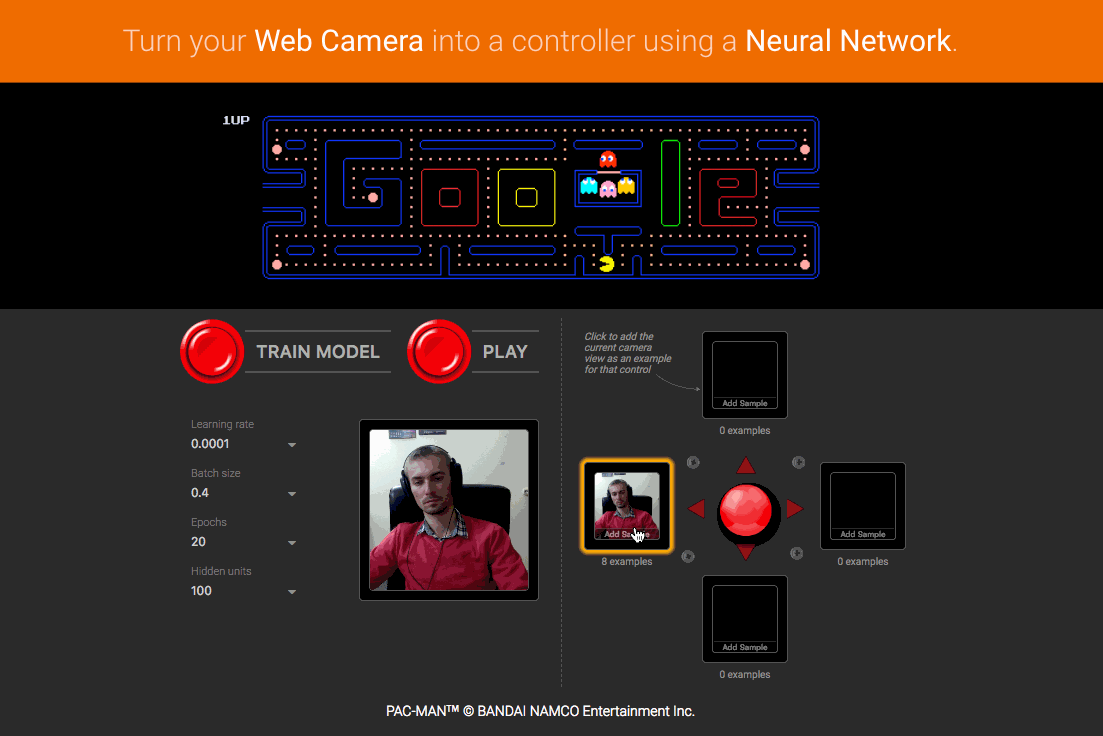 Turn your Web Camera into a controller using a Neural Network.
1UP
TRAIN MODEL
PLAY
Click to add the
current camera
view as an example
for that control
Add Sample
0 examples
Learning rate
0.0001
Batch size
0.4
Epochs
20
Hidden units
100
Add Sample
8 examples
Add Sample
0 examples
Add Sample
0 examples
PAC-MAN™ © BANDAI NAMCO Entertainment Inc.